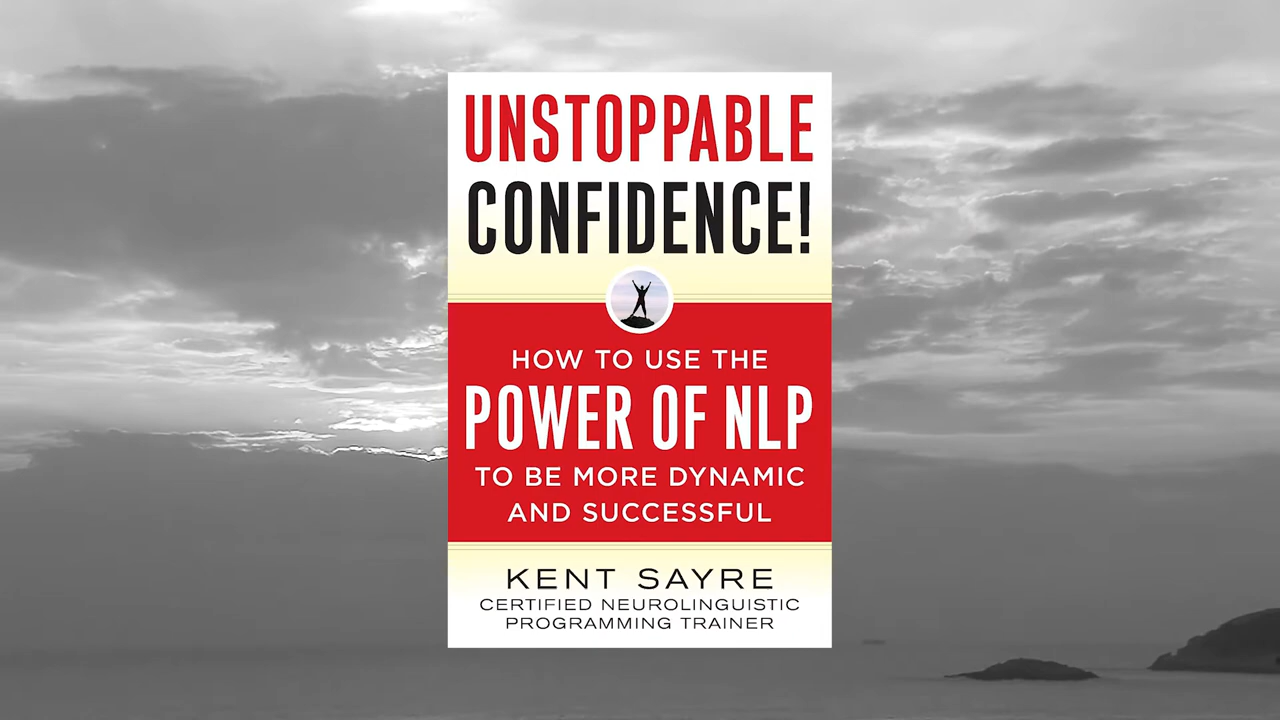 UNSTOPPABLE
CONFIDENCE!
HOW TO USE THE
POWER OF NLP
TO BE MORE DYNAMIC
AND SUCCESSFUL
KENT SAYRE
CERTIFIED NEUROLINGUISTIC
PROGRAMMING TRAINER